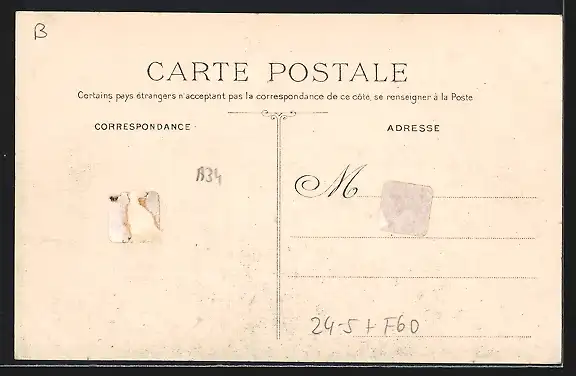 B
CARTE POSTALE
Certains pays étrangers n'acceptant pas la correspondance de ce côté, se renseigner à la Poste
CORRESPONDANCE
ADRESSE
B34
M
24-5 + F60